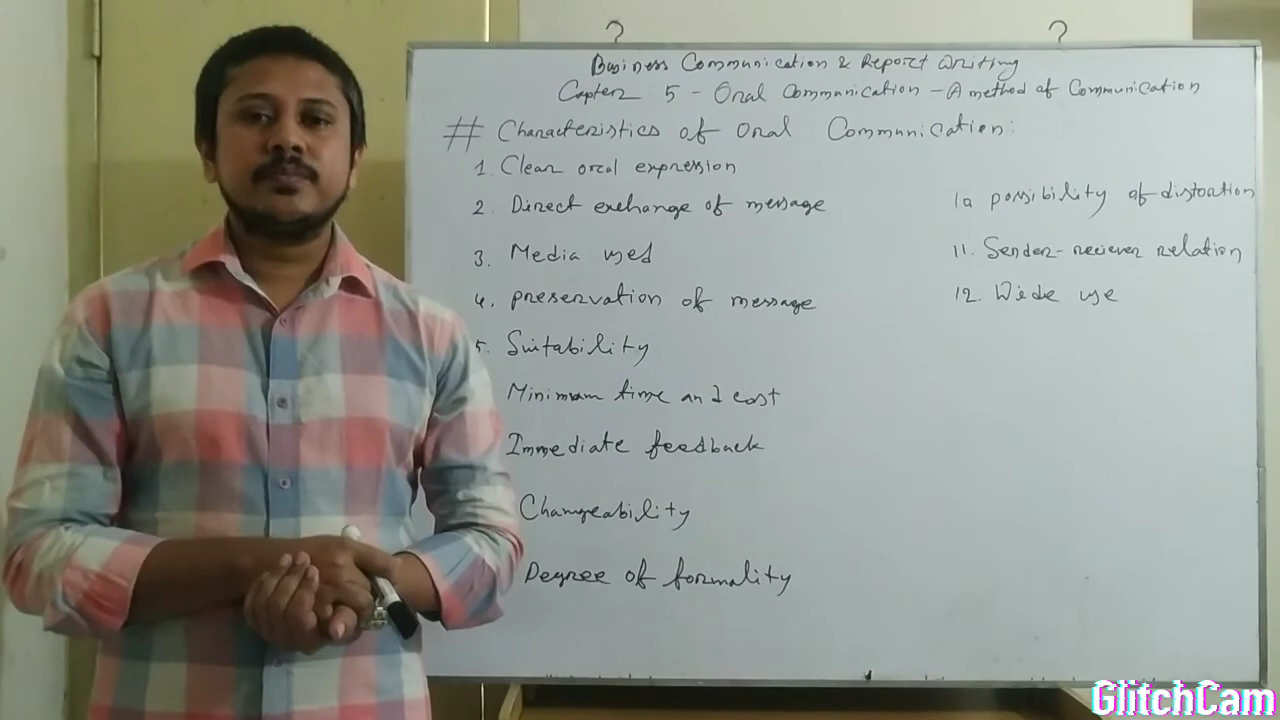 Business Communication & Report Writing
Capter 5 - Oral Communication - A method of Communication
# Characteristics of Oral Communication:
1. Clear oral expression
2. Direct exchange of message
3. Media used
4. preservation of message
5. Suitability
Minimum time and cost
Immediate feedback
Changeability
Degree of formality
10 possibility of distortion
11. Sender-reciever relation
12. Wide use
GlitchCam